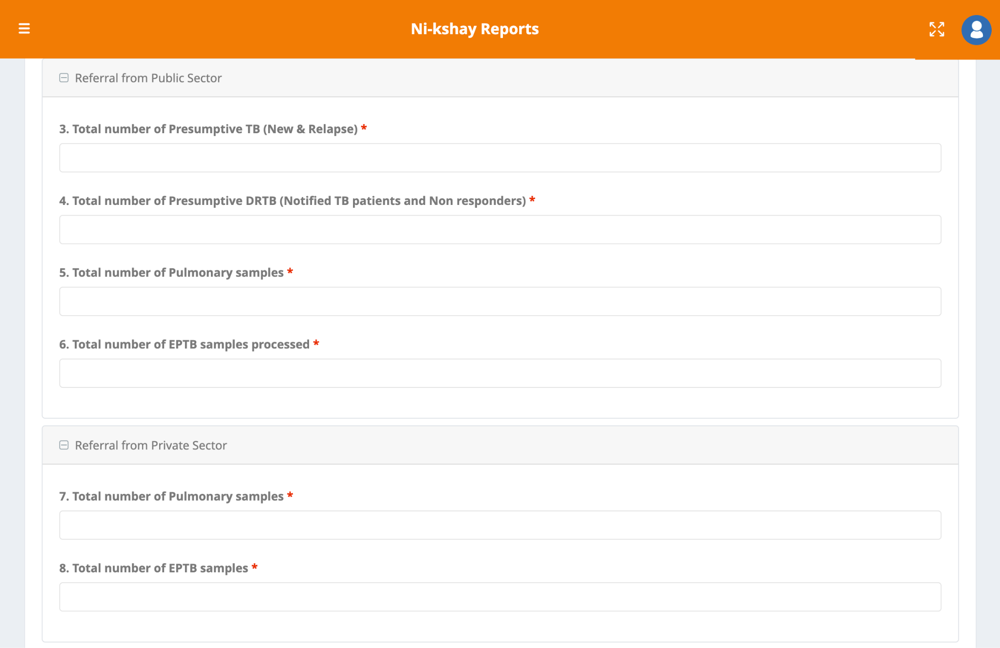 Ni-kshay Reports
Referral from Public Sector
3. Total number of Presumptive TB (New & Relapse) *
4. Total number of Presumptive DRTB (Notified TB patients and Non responders) *
5. Total number of Pulmonary samples *
6. Total number of EPTB samples processed *
Referral from Private Sector
7. Total number of Pulmonary samples *
8. Total number of EPTB samples *